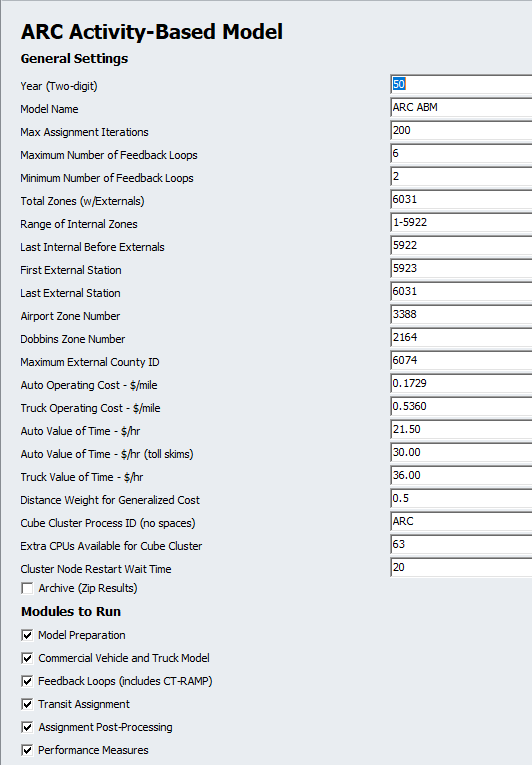 ARC Activity-Based Model
General Settings
Year (Two-digit) 50
Model Name ARC ABM
Max Assignment Iterations 200
Maximum Number of Feedback Loops 6
Minimum Number of Feedback Loops 2
Total Zones (w/Externals) 6031
Range of Internal Zones 1-5922
Last Internal Before Externals 5922
First External Station 5923
Last External Station 6031
Airport Zone Number 3388
Dobbins Zone Number 2164
Maximum External County ID 6074
Auto Operating Cost - $/mile 0.1729
Truck Operating Cost - $/mile 0.5360
Auto Value of Time - $/hr 21.50
Auto Value of Time - $/hr (toll skims) 30.00
Truck Value of Time - $/hr 36.00
Distance Weight for Generalized Cost 0.5
Cube Cluster Process ID (no spaces) ARC
Extra CPUs Available for Cube Cluster 63
Cluster Node Restart Wait Time 20
Archive (Zip Results)
Modules to Run
Model Preparation
Commercial Vehicle and Truck Model
Feedback Loops (includes CT-RAMP)
Transit Assignment
Assignment Post-Processing
Performance Measures